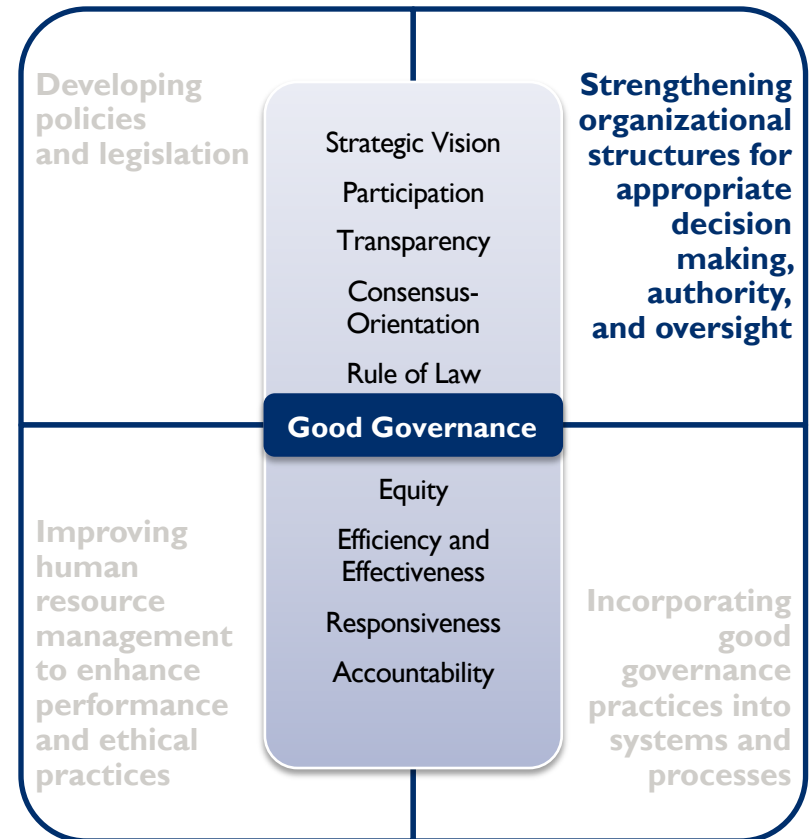 Developing
policies
and legislation
Strategic Vision
Participation
Transparency
Consensus-
Orientation
Rule of Law
Good Governance
Equity
Efficiency and
Effectiveness
Responsiveness
Accountability
Strengthening
organizational
structures for
appropriate
decision
making,
authority,
and oversight
Improving
human
resource
management
to enhance
performance
and ethical
practices
Incorporating
good
governance
practices into
systems and
processes